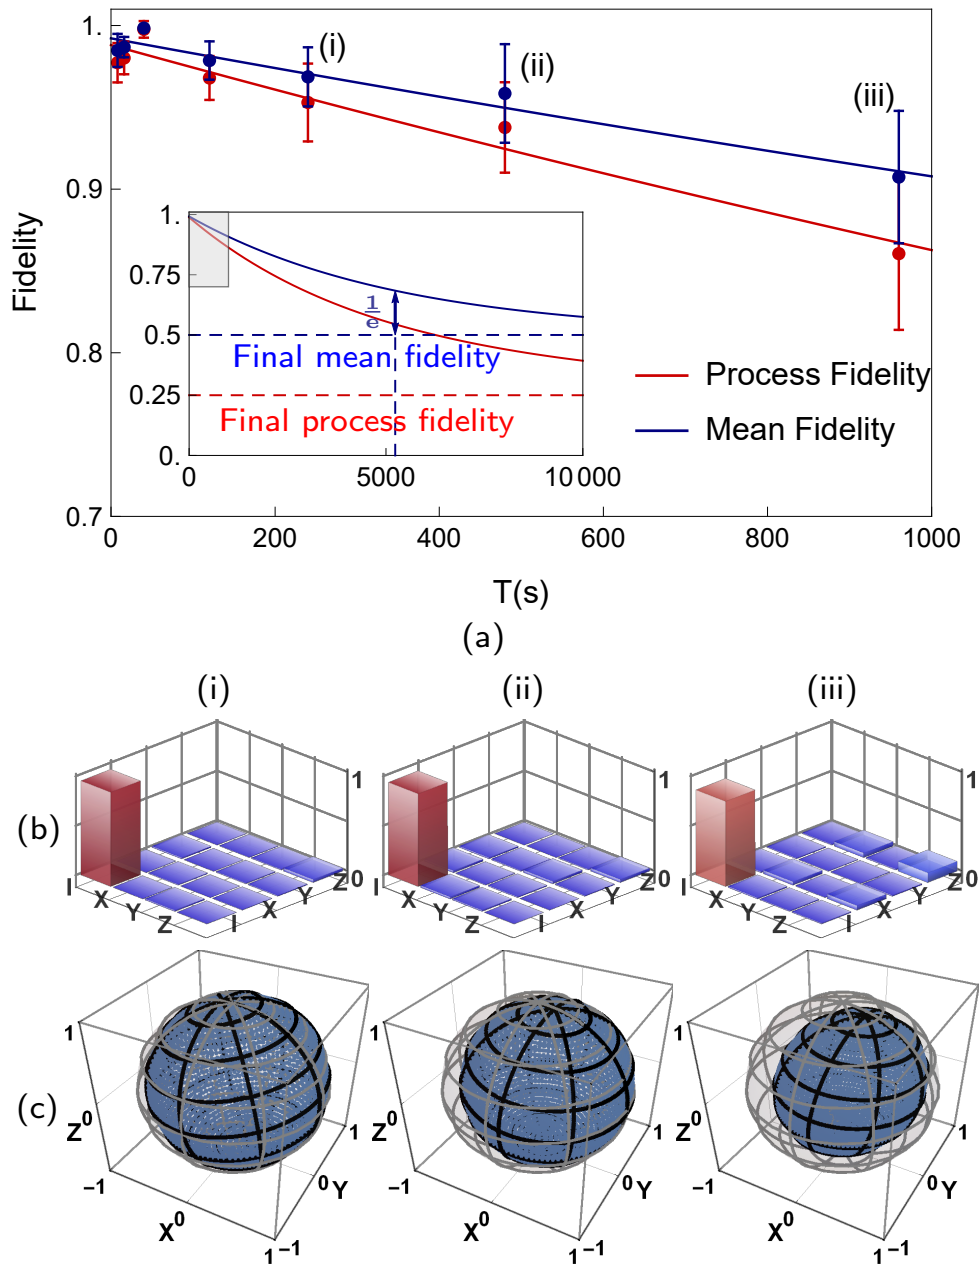 1.
(i)
(ii)
(iii)
0.9
Fidelity
0.8
0.7
1.
0.75
0.5
0.25
0.
1/e
Final mean fidelity
Final process fidelity
0 5000 10 000
Process Fidelity
Mean Fidelity
0 200 400 600 800 1000
T(s)
(a)
(i) (ii) (iii)
(b)
1 0
I X Y Z I X Y Z
1 0
I X Y Z I X Y Z
1 0
I X Y Z I X Y Z
(c)
1 Z 0 −1 X 0 1 −1 0 Y 1
1 Z 0 −1 X 0 1 −1 0 Y 1
1 Z 0 −1 X 0 1 −1 0 Y 1